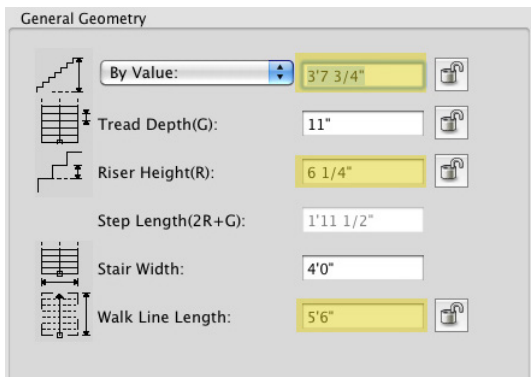 General Geometry
By Value: 3'7 3/4"
Tread Depth(G): 11"
Riser Height(R): 6 1/4"
Step Length(2R+G): 1'11 1/2"
Stair Width: 4'0"
Walk Line Length: 5'6"